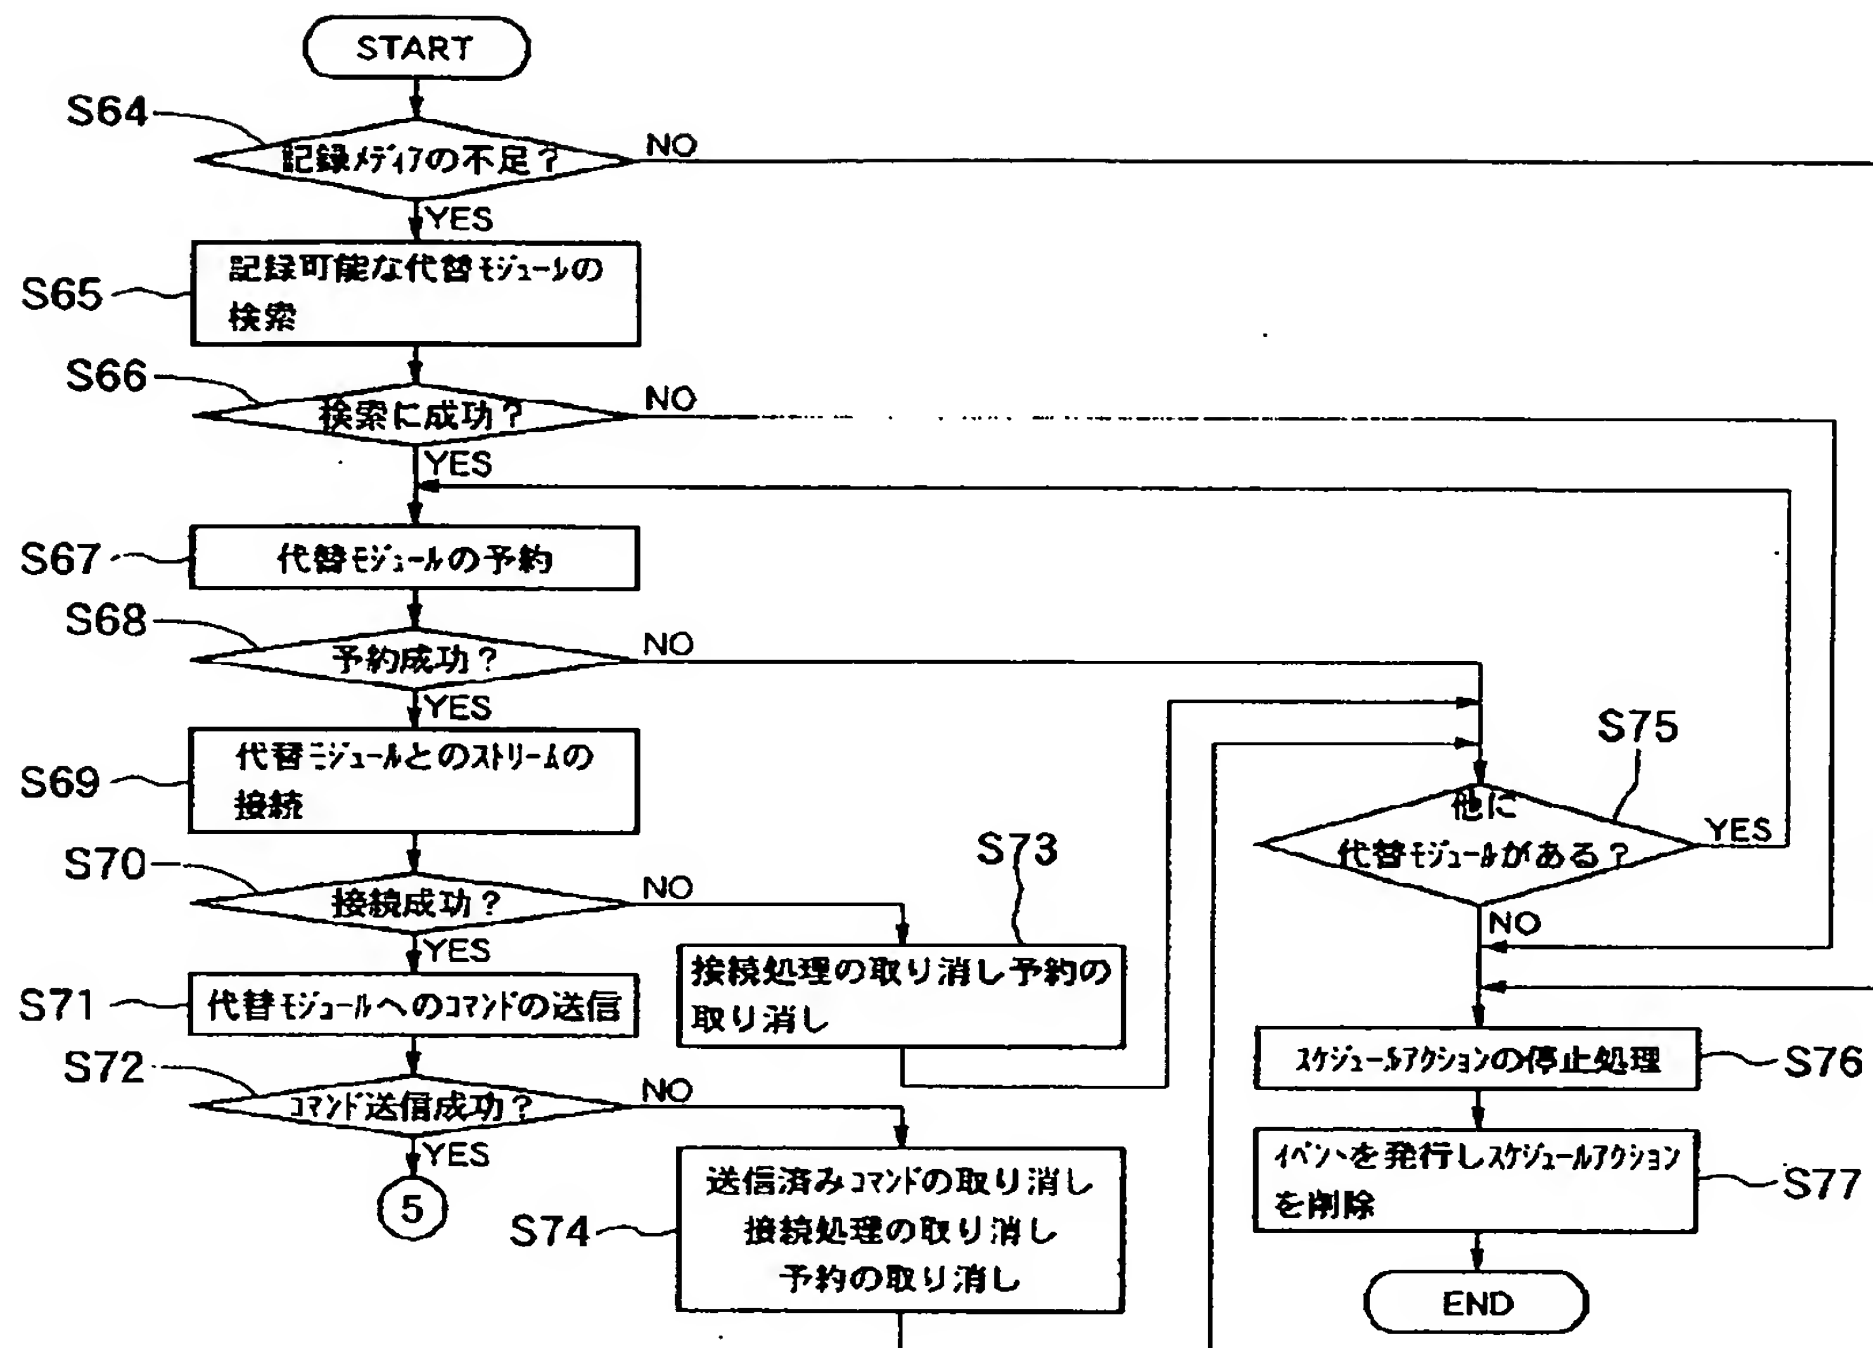 START
S64
記録メディアの不足?
NO
YES
S65
記録可能な代替モジュールの
検索
S66
検索に成功?
NO
YES
S67
代替モジュールの予約
S68
予約成功?
NO
YES
S69
代替モジュールとのストリームの
接続
S70
接続成功?
NO
YES
S71
代替モジュールへのコマンドの送信
S72
コマンド送信成功?
NO
YES
5
S73
接続処理の取り消し予約の
取り消し
S74
送信済みコマンドの取り消し
接続処理の取り消し
予約の取り消し
S75
他に
代替モジュールがある?
YES
NO
S76
スケジュールアクションの停止処理
S77
イベントを発行しスケジュールアクション
を削除
END